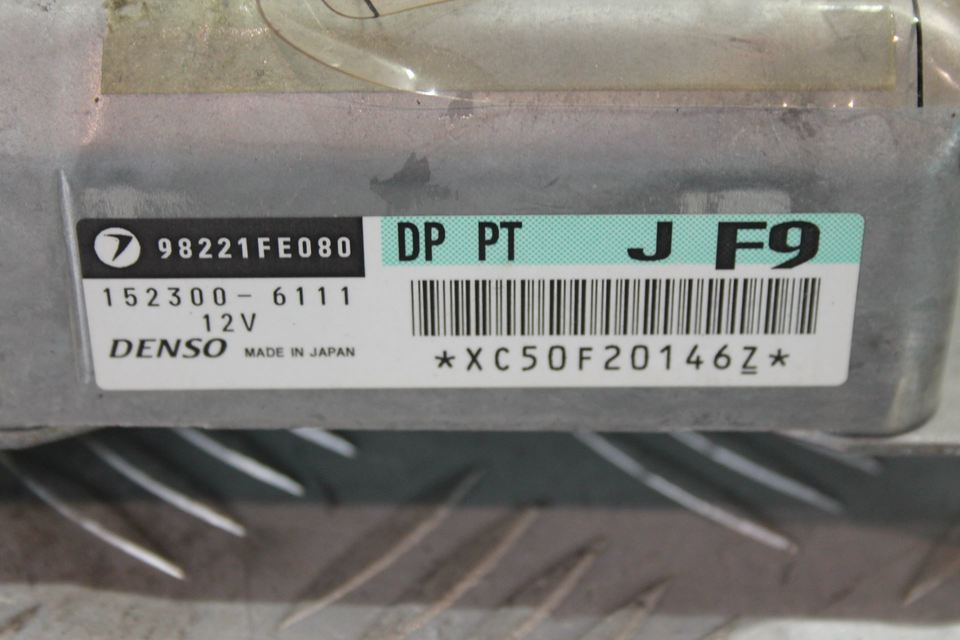 98221FE080
152300-6111
12V
DENSO MADE IN JAPAN
DP PT J F9
*XC50F20146Z*